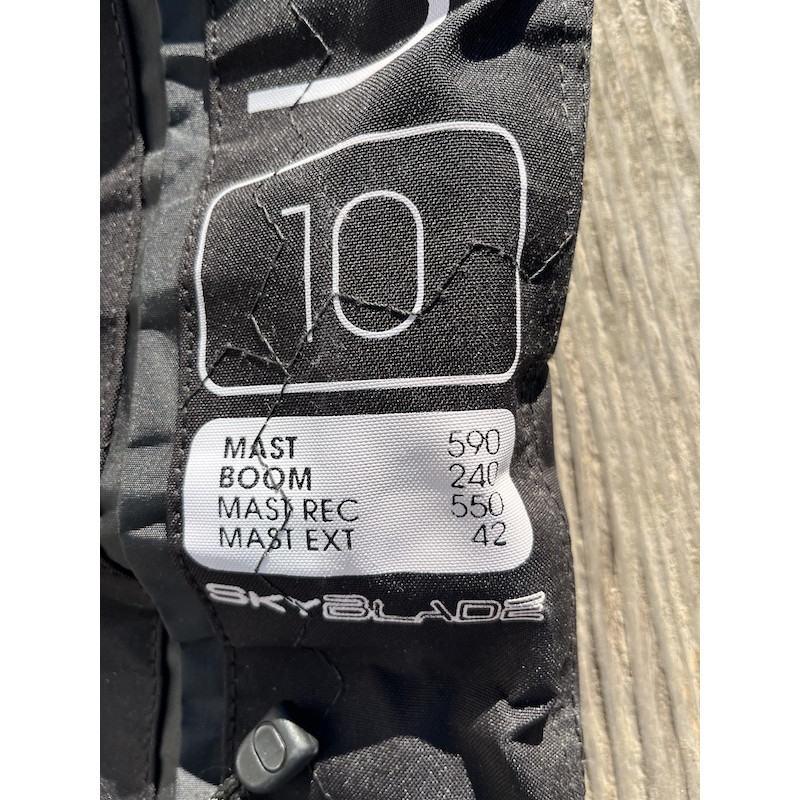 10
MAST 590
BOOM 240
MAST REC 550
MAST EXT 42
SKYBLADE